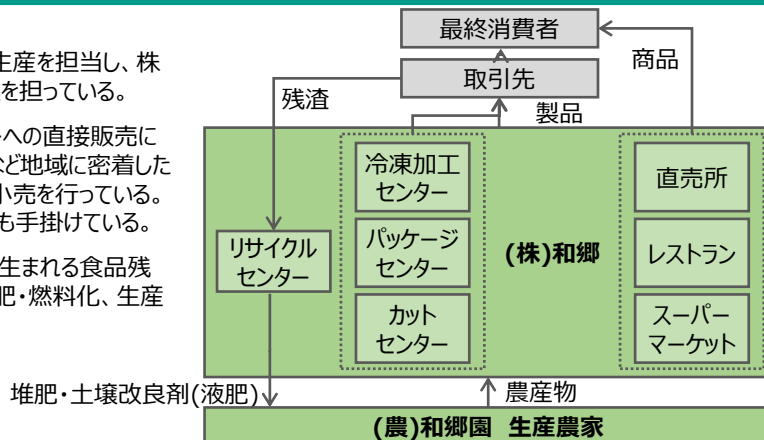 生産を担当し、株
を担っている。
への直接販売に
など地域に密着した
小売を行っている。
も手掛けている。
生まれる食品残
肥・燃料化、生産
最終消費者
取引先
商品
残渣
製品
冷凍加工
センター
パッケージ
センター
カット
センター
リサイクル
センター
(株)和郷
直売所
レストラン
スーパー
マーケット
堆肥・土壌改良剤(液肥)
農産物
(農)和郷園 生産農家